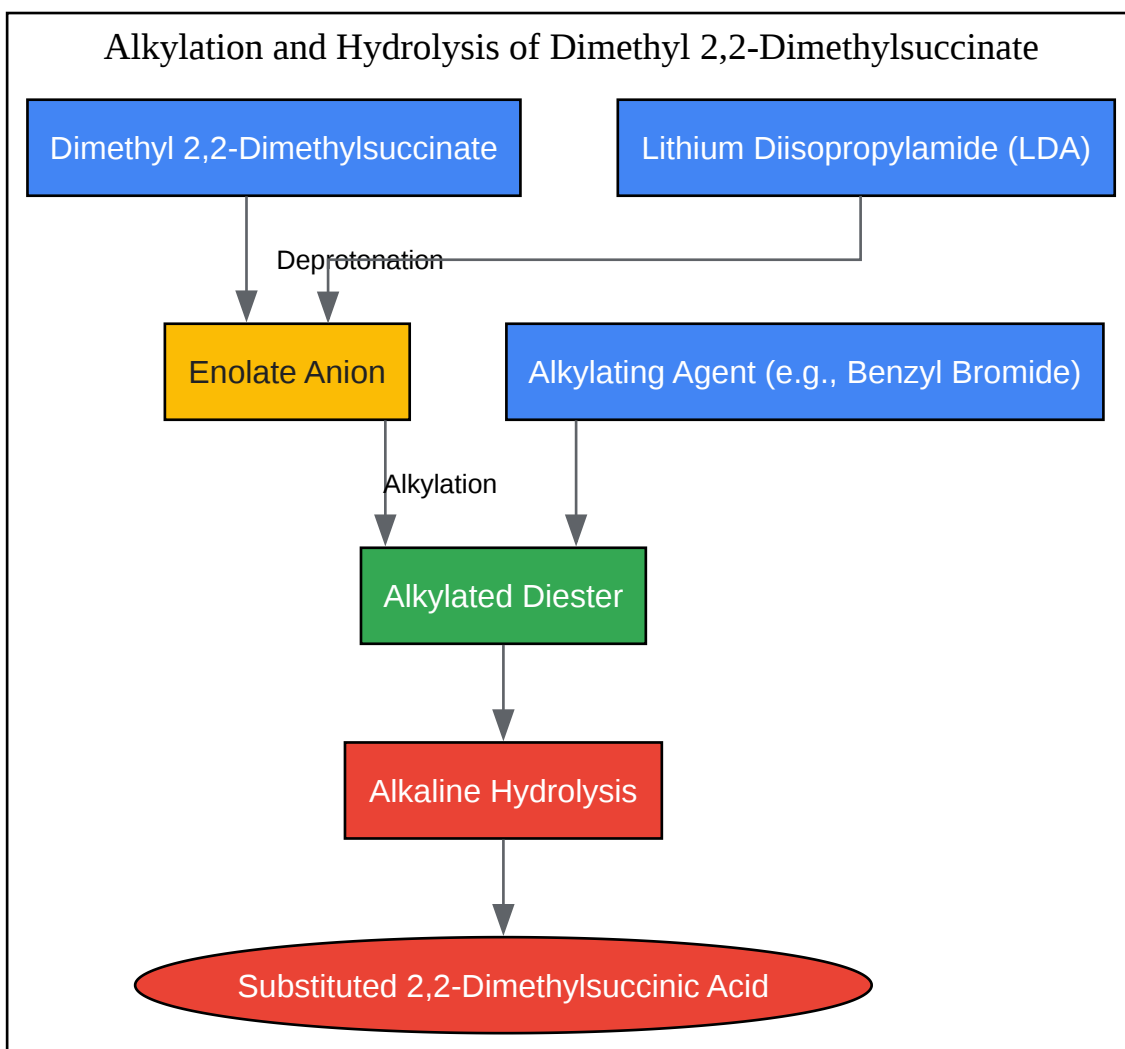 Alkylation and Hydrolysis of Dimethyl 2,2-Dimethylsuccinate
Dimethyl 2,2-Dimethylsuccinate
Lithium Diisopropylamide (LDA)
Deprotonation
Enolate Anion
Alkylating Agent (e.g., Benzyl Bromide)
Alkylation
Alkylated Diester
Alkaline Hydrolysis
Substituted 2,2-Dimethylsuccinic Acid